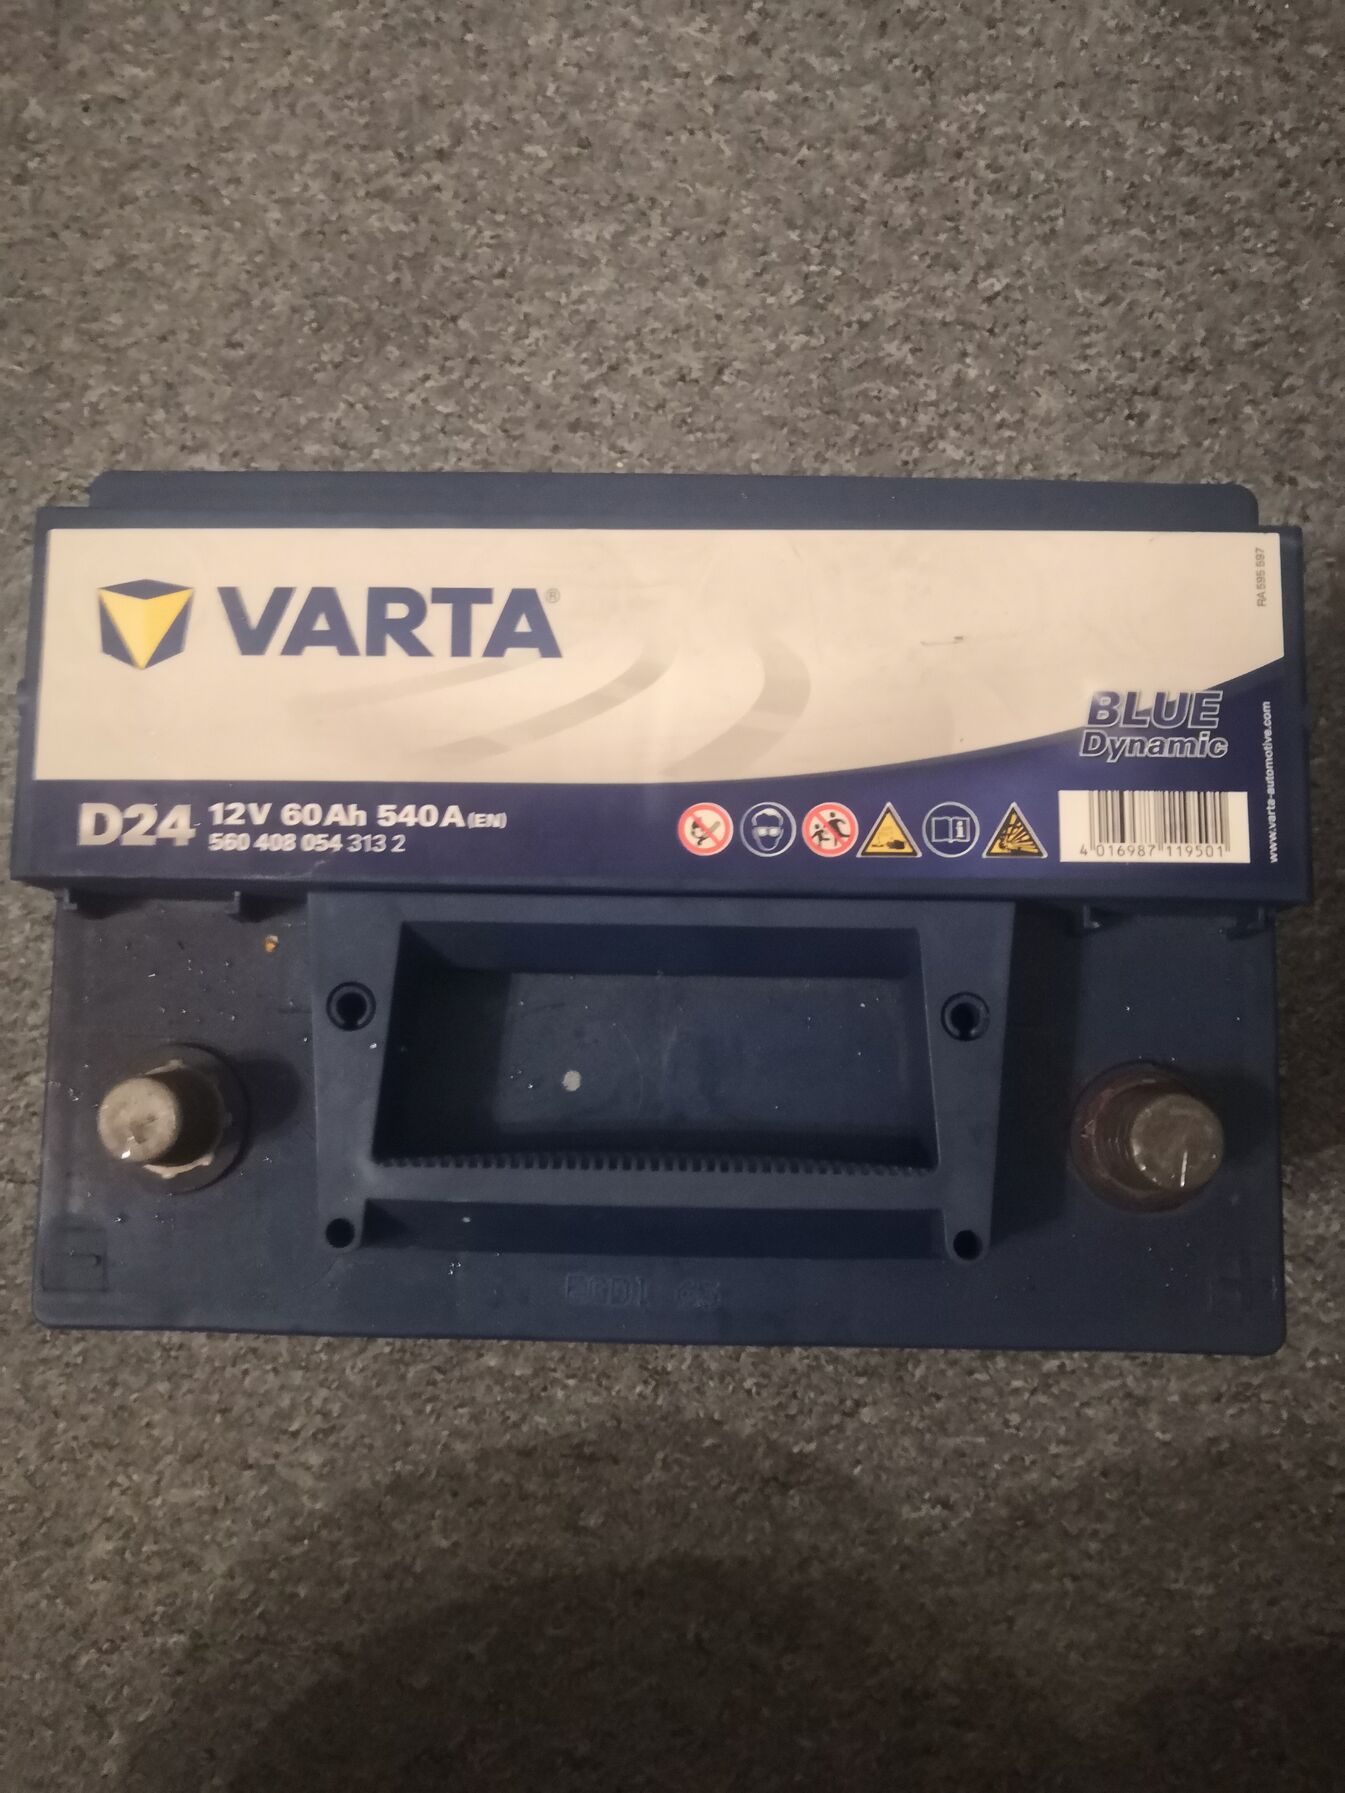 VARTA®
RA 595 597
BLUE
Dynamic
D24 12V 60Ah 540A(EN)
560 408 054 313 2
4 016987 119501
www.varta-automotive.com